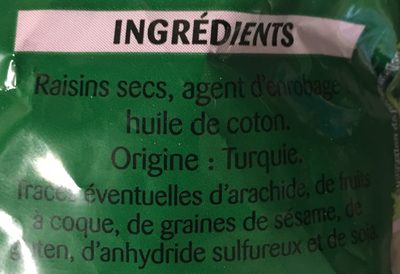 INGRÉDIENTS
Raisins secs, agent d'enrobage
huile de coton.
Origine : Turquie.
Traces éventuelles d'arachide, de fruits
à coque, de graines de sésame, de
gluten, d'anhydride sulfureux et de soja.